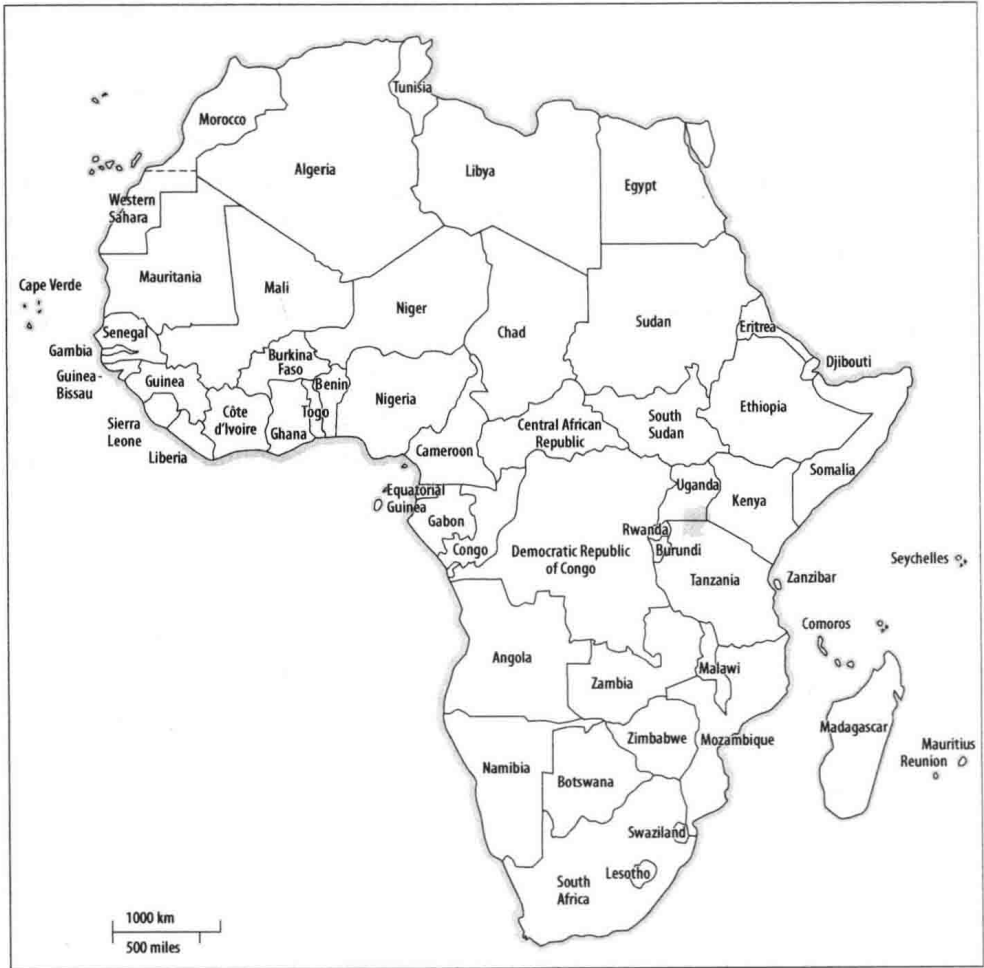 Tunisia
Morocco
Algeria
Libya
Egypt
Western
Sahara
Mauritania
Mali
Niger
Chad
Sudan
Eritrea
Djibouti
Cape Verde
Senegal
Gambia
Guinea-
Bissau
Guinea
Burkina
Faso
Benin
Togo
Nigeria
Côte
d'Ivoire
Ghana
Sierra
Leone
Liberia
Cameroon
Central African
Republic
South
Sudan
Ethiopia
Somalia
Uganda
Kenya
Equatorial
Guinea
Gabon
Congo
Rwanda
Burundi
Democratic Republic
of Congo
Tanzania
Zanzibar
Seychelles
Comoros
Angola
Zambia
Malawi
Madagascar
Mauritius
Reunion
Zimbabwe
Mozambique
Namibia
Botswana
Swaziland
Lesotho
South
Africa
1000 km
500 miles